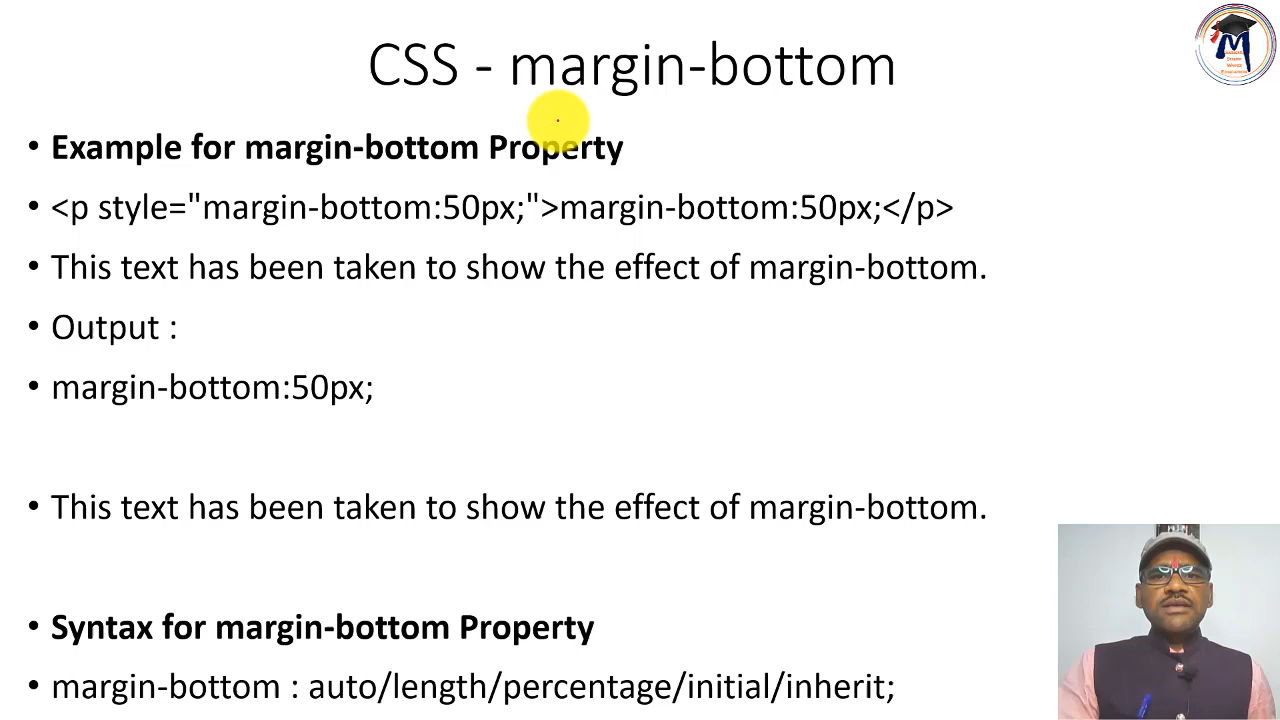 CSS - margin-bottom
• Example for margin-bottom Property
• <p style="margin-bottom:50px;">margin-bottom:50px;</p>
• This text has been taken to show the effect of margin-bottom.
• Output :
• margin-bottom:50px;
• This text has been taken to show the effect of margin-bottom.
• Syntax for margin-bottom Property
• margin-bottom : auto/length/percentage/initial/inherit;